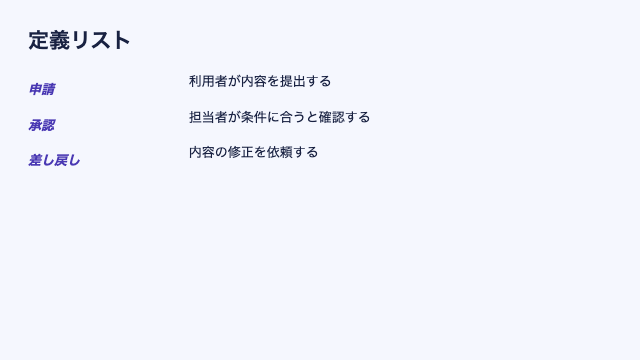 定義リスト
申請
利用者が内容を提出する
承認
担当者が条件に合うと確認する
差し戻し
内容の修正を依頼する